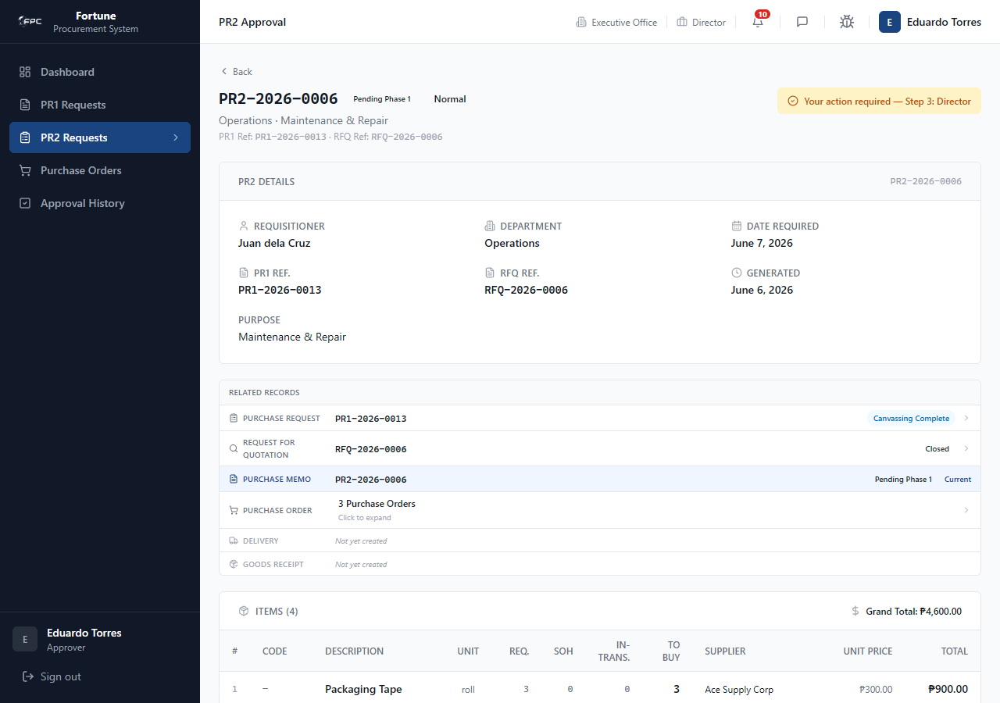 FPC
Fortune
Procurement System
Dashboard
PR1 Requests
PR2 Requests
Purchase Orders
Approval History
Eduardo Torres
E
Approver
Sign out
PR2 Approval
Executive Office
Director
10
E
Eduardo Torres
Back
PR2-2026-0006 Pending Phase 1 Normal
Your action required — Step 3: Director
Operations · Maintenance & Repair
PR1 Ref: PR1-2026-0013 · RFQ Ref: RFQ-2026-0006
PR2 DETAILS PR2-2026-0006
REQUISITIONER DEPARTMENT DATE REQUIRED
Juan dela Cruz Operations June 7, 2026
PR1 REF. RFQ REF. GENERATED
PR1-2026-0013 RFQ-2026-0006 June 6, 2026
PURPOSE
Maintenance & Repair
RELATED RECORDS
PURCHASE REQUEST PR1-2026-0013 Canvassing Complete
REQUEST FOR
QUOTATION RFQ-2026-0006 Closed
PURCHASE MEMO PR2-2026-0006 Pending Phase 1 Current
PURCHASE ORDER 3 Purchase Orders
Click to expand
DELIVERY Not yet created
GOODS RECEIPT Not yet created
ITEMS (4) $ Grand Total: ₱4,600.00
# CODE DESCRIPTION UNIT REQ. SOH IN-TRANS. TO BUY SUPPLIER UNIT PRICE TOTAL
1 — Packaging Tape roll 3 0 0 3 Ace Supply Corp ₱300.00 ₱900.00